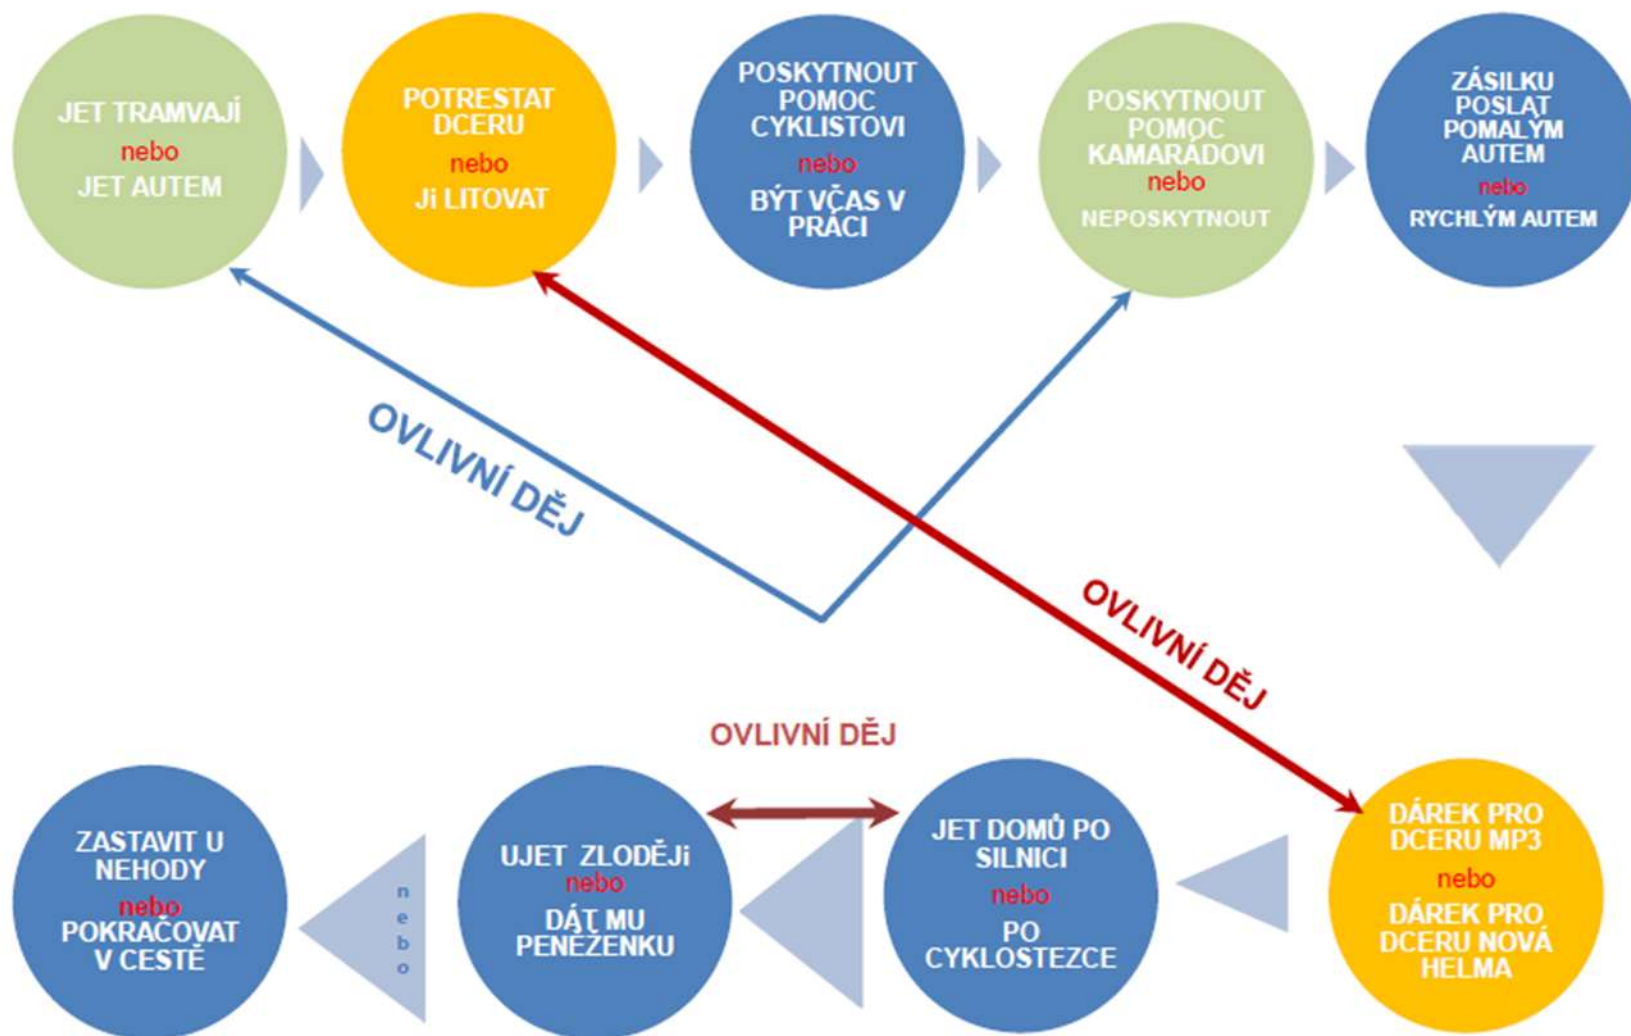 JET TRAMVAJÍ
nebo
JET AUTEM
POTRESTAT
DCERU
nebo
Ji LITOVAT
POSKYTNOUT
POMOC
CYKLISTOVI
nebo
BÝT VČAS V
PRÁCI
POSKYTNOUT
POMOC
KAMARÁDOVI
nebo
NEPOSKYTNOUT
ZÁSILKU
POSLAT
POMALÝM
AUTEM
nebo
RYCHLÝM AUTEM
OVLIVNÍ DĚJ
OVLIVNÍ DĚJ
OVLIVNÍ DĚJ
DÁREK PRO
DCERU MP3
nebo
DÁREK PRO
DCERU NOVÁ
HELMA
JET DOMŮ PO
SILNICI
nebo
PO
CYKLOSTEZCE
UJET ZLODĚJi
nebo
DÁT MU
PENĚŽENKU
nebo
ZASTAVIT U
NEHODY
nebo
POKRAČOVAT
V CESTĚ